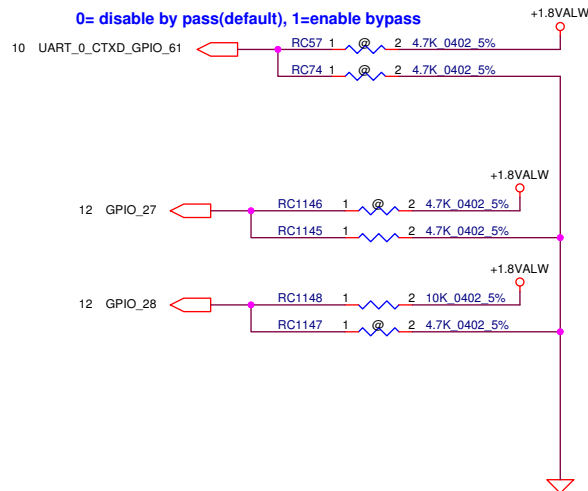 0= disable by pass(default), 1=enable bypass
+1.8VALW
10 UART_0_CTXD_GPIO_61 RC57 1 @ 2 4.7K_0402_5%
RC74 1 @ 2 4.7K_0402_5%
+1.8VALW
12 GPIO_27 RC1146 1 @ 2 4.7K_0402_5%
RC1145 1 2 4.7K_0402_5%
+1.8VALW
12 GPIO_28 RC1148 1 2 10K_0402_5%
RC1147 1 @ 2 4.7K_0402_5%